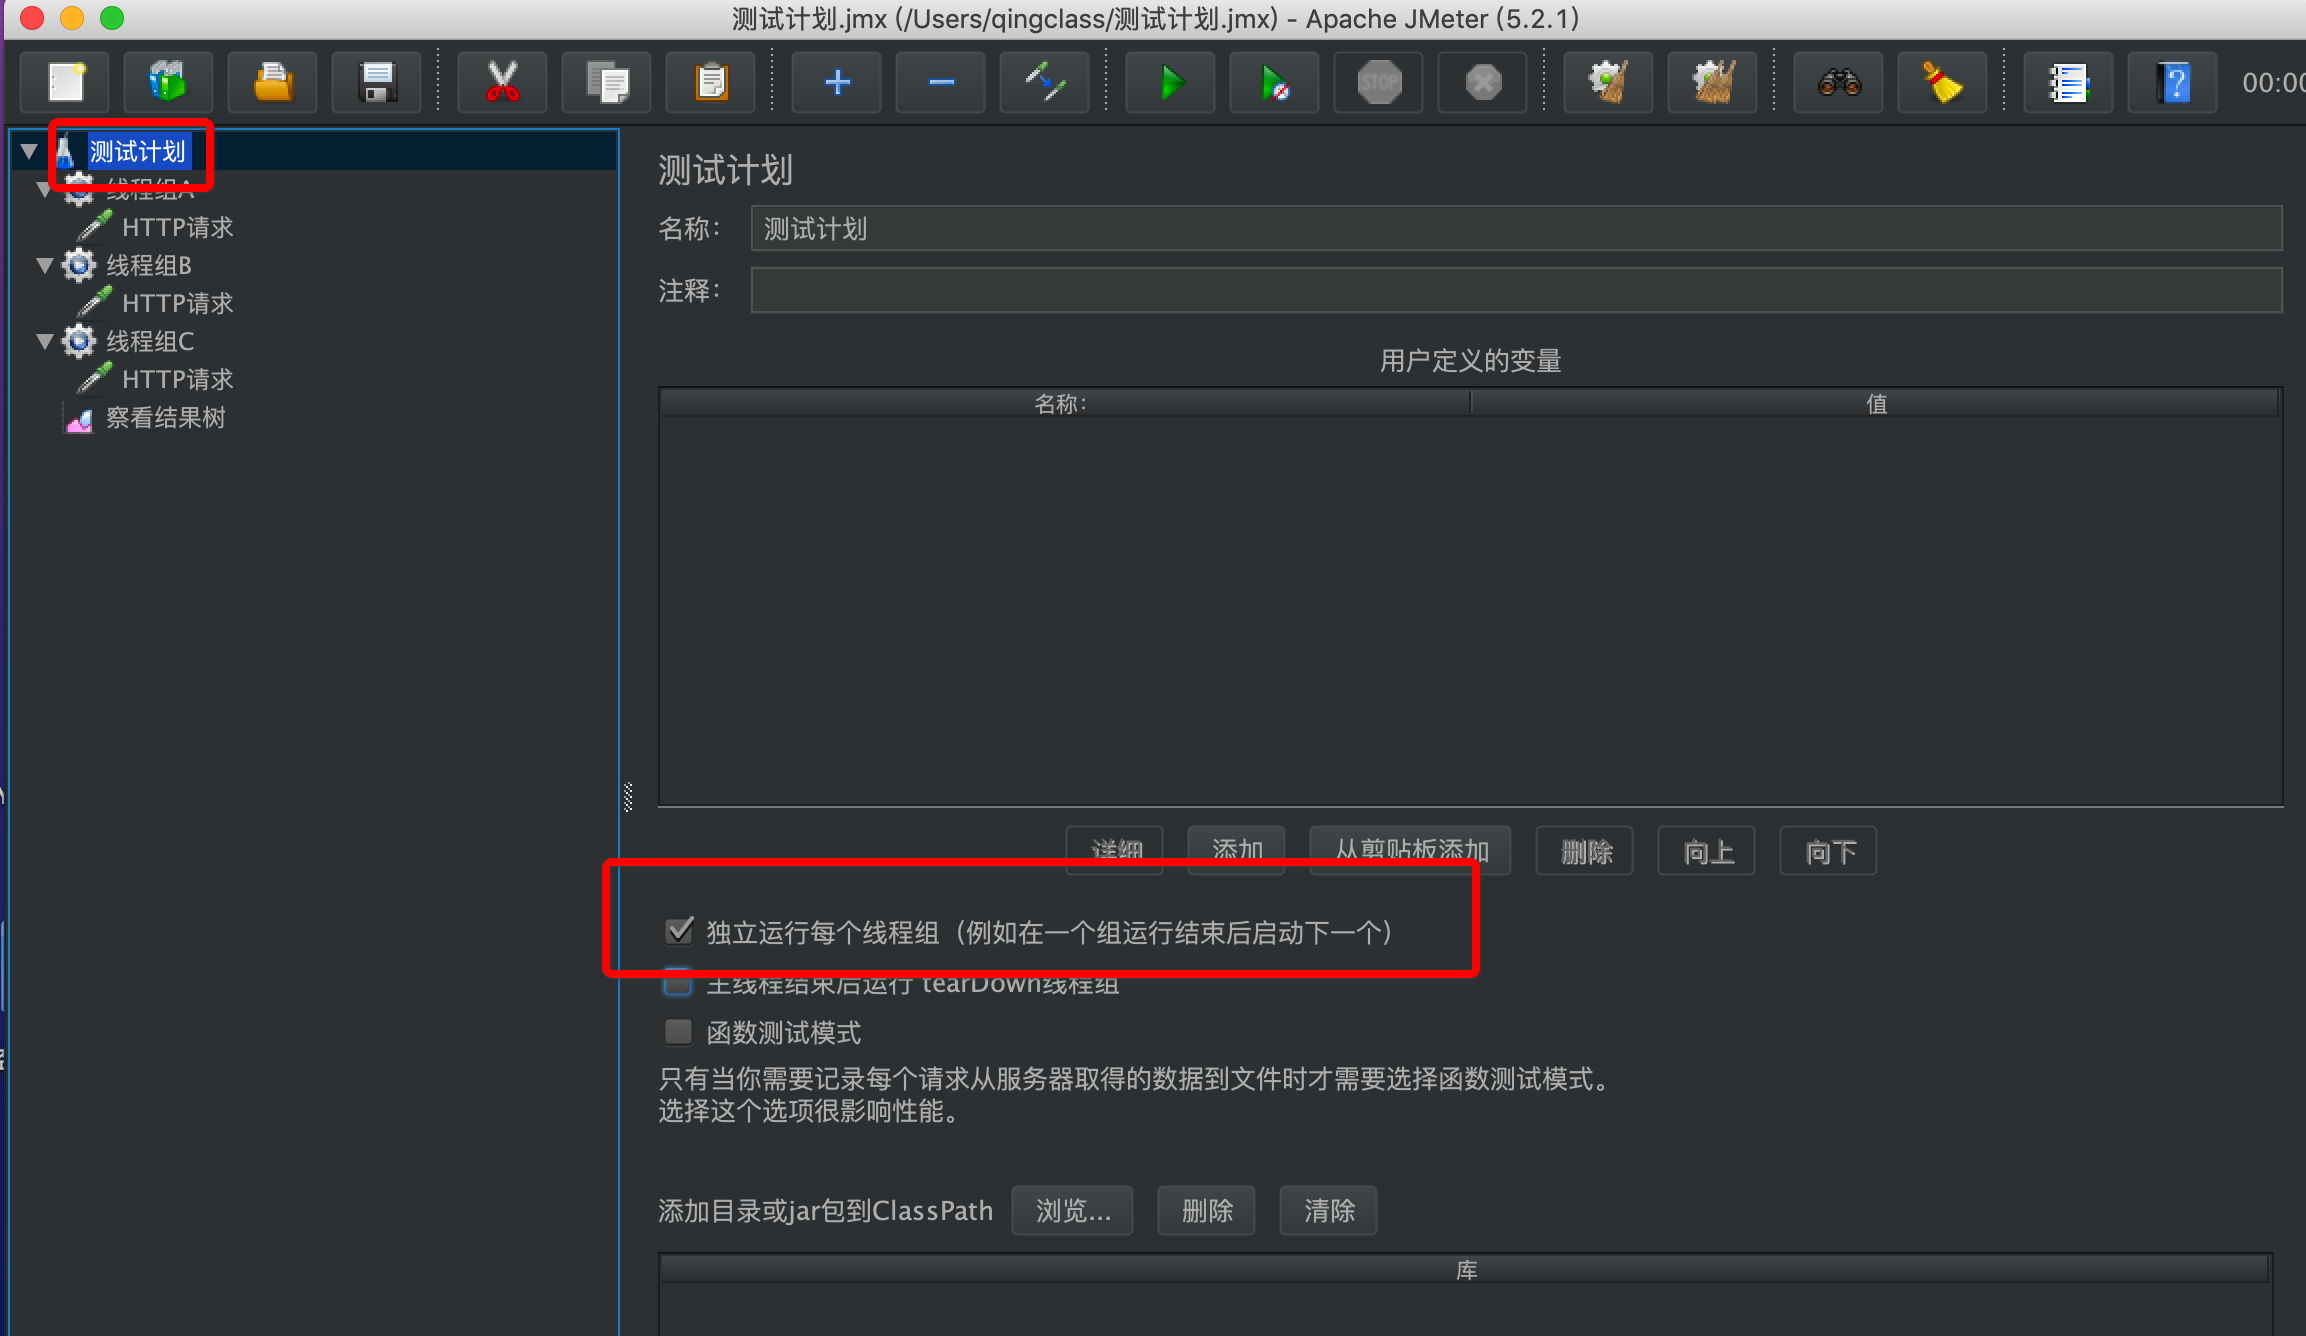 测试计划.jmx (/Users/qingclass/测试计划.jmx) - Apache JMeter (5.2.1)
STOP
00:00
测试计划
线程组A
HTTP请求
线程组B
HTTP请求
线程组C
HTTP请求
察看结果树
测试计划
名称： 测试计划
注释：
用户定义的变量
名称: 值
详细 添加 从剪贴板添加 删除 向上 向下
独立运行每个线程组（例如在一个组运行结束后启动下一个）
主线程结束后运行 tearDown线程组
函数测试模式
只有当你需要记录每个请求从服务器取得的数据到文件时才需要选择函数测试模式。
选择这个选项很影响性能。
添加目录或jar包到ClassPath 浏览... 删除 清除
库